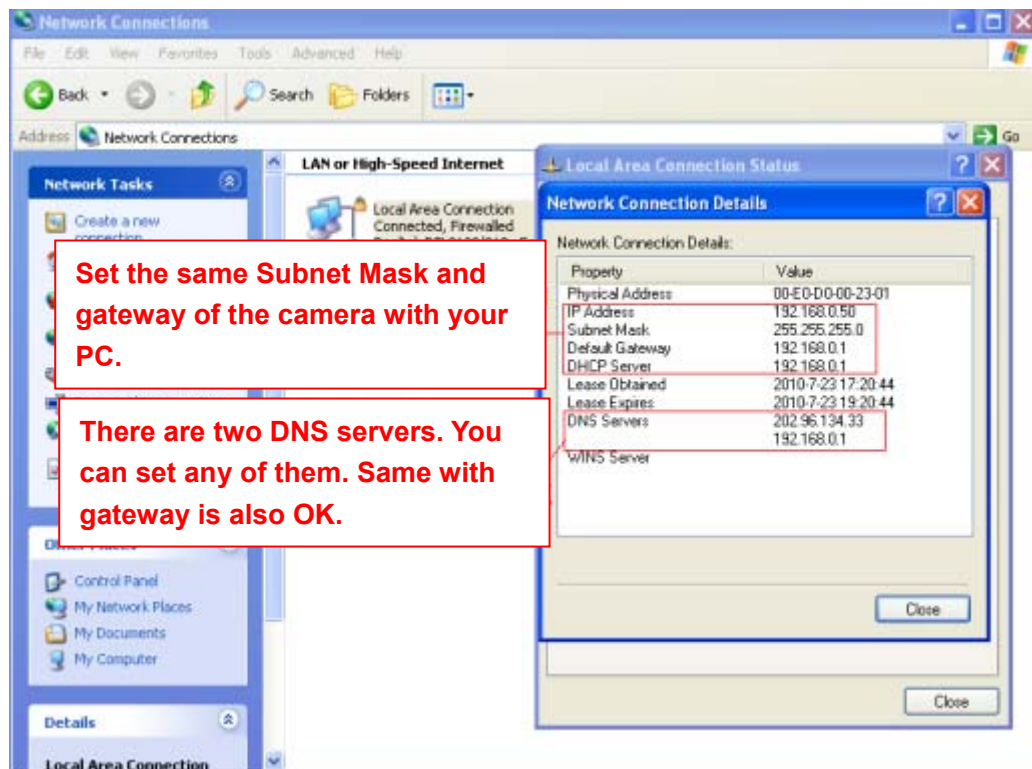 Network Connections
File Edit View Favorites Tools Advanced Help
Back Search Folders
Address Network Connections Go
Network Tasks
Create a new
connection
LAN or High-Speed Internet
Local Area Connection
Connected, Firewalled
Set the same Subnet Mask and
gateway of the camera with your
PC.
There are two DNS servers. You
can set any of them. Same with
gateway is also OK.
Control Panel
My Network Places
My Documents
My Computer
Details
Local Area Connection
Local Area Connection Status
Network Connection Details
Network Connection Details:
Property Value
Physical Address 00-E0-D0-00-23-01
IP Address 192.168.0.50
Subnet Mask 255.255.255.0
Default Gateway 192.168.0.1
DHCP Server 192.168.0.1
Lease Obtained 2010-7-23 17:20:44
Lease Expires 2010-7-23 19:20:44
DNS Servers 202.96.134.33
192.168.0.1
WINS Server
Close
Close